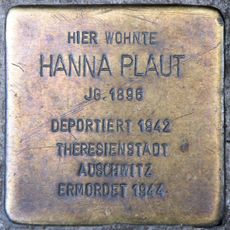 HIER WOHNTE
HANNA PLAUT
JG. 1896
DEPORTIERT 1942
THERESIENSTADT
AUSCHWITZ
ERMORDET 1944